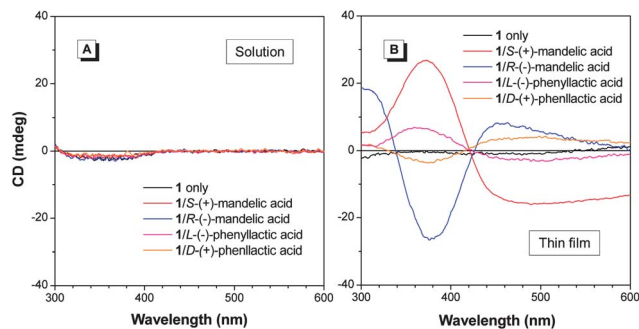 A
Solution
CD (mdeg)
40
20
0
-20
-40
1 only
1/S-(+)-mandelic acid
1/R-(-)-mandelic acid
1/L-(-)-phenyllactic acid
1/D-(+)-phenllactic acid
300 400 500 600
Wavelength (nm)
B
1 only
1/S-(+)-mandelic acid
1/R-(-)-mandelic acid
1/L-(-)-phenyllactic acid
1/D-(+)-phenllactic acid
40
20
0
-20
-40
Thin film
300 400 500 600
Wavelength (nm)